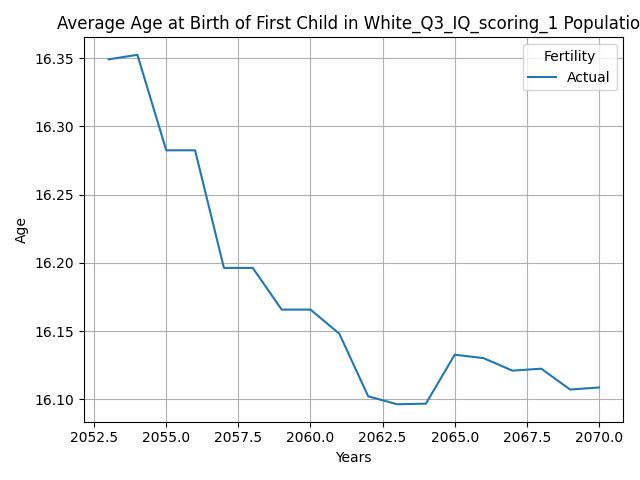 Average Age at Birth of First Child in White_Q3_IQ_scoring_1 Populatio
Fertility
Actual
16.35
16.30
16.25
16.20
16.15
16.10
Age
2052.5 2055.0 2057.5 2060.0 2062.5 2065.0 2067.5 2070.0
Years